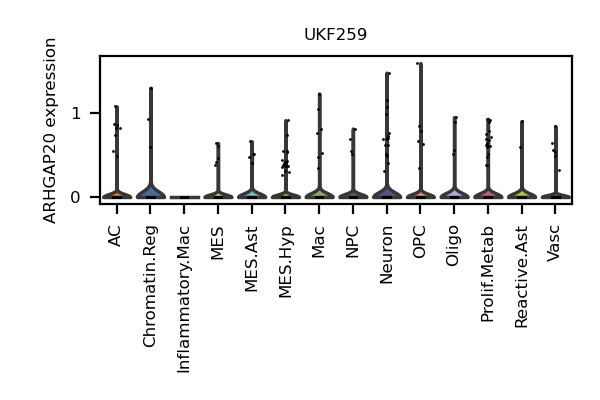 UKF259
ARHGAP20 expression
1
0
AC
Chromatin.Reg
Inflammatory.Mac
MES
MES.Ast
MES.Hyp
Mac
NPC
Neuron
OPC
Oligo
Prolif.Metab
Reactive.Ast
Vasc